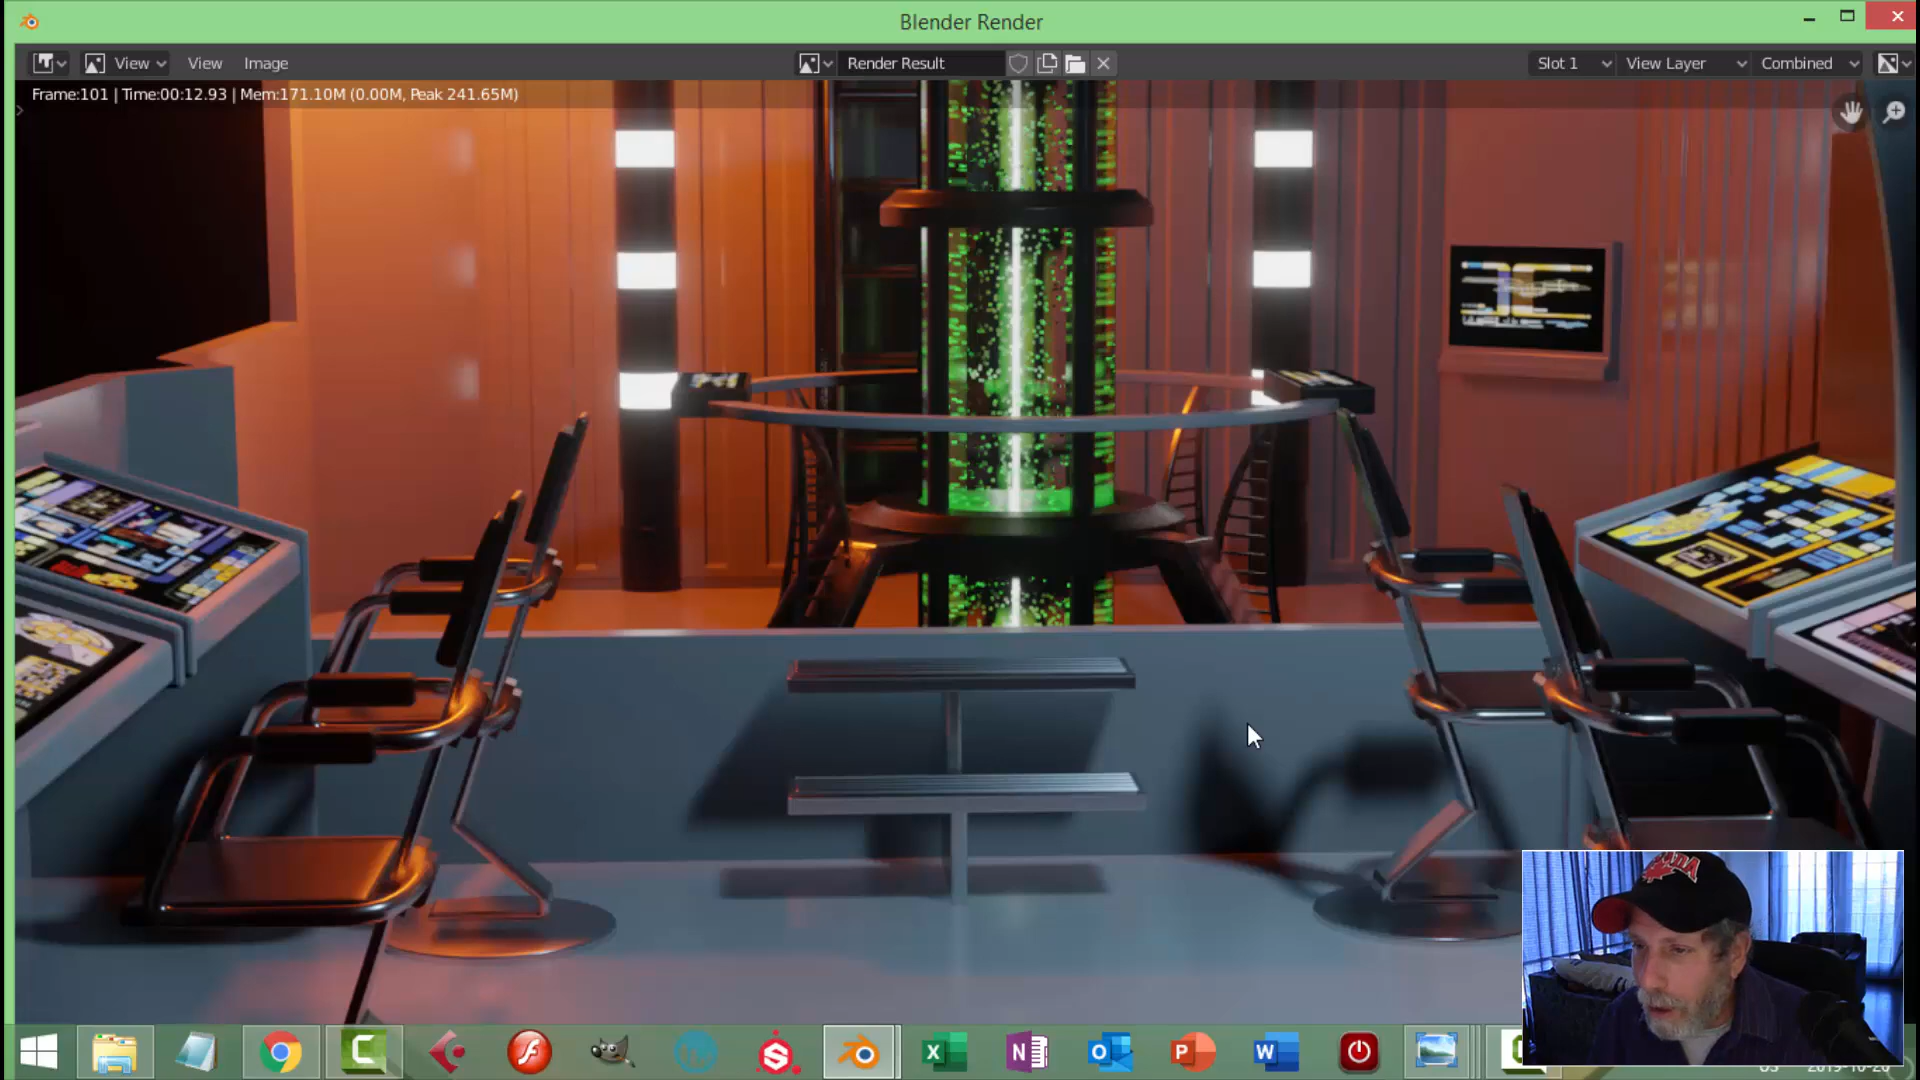 Blender Render
View
View
Image
Render Result
Slot 1
View Layer
Combined
Frame:101 | Time:00:12.93 | Mem:171.10M (0.00M, Peak 241.65M)